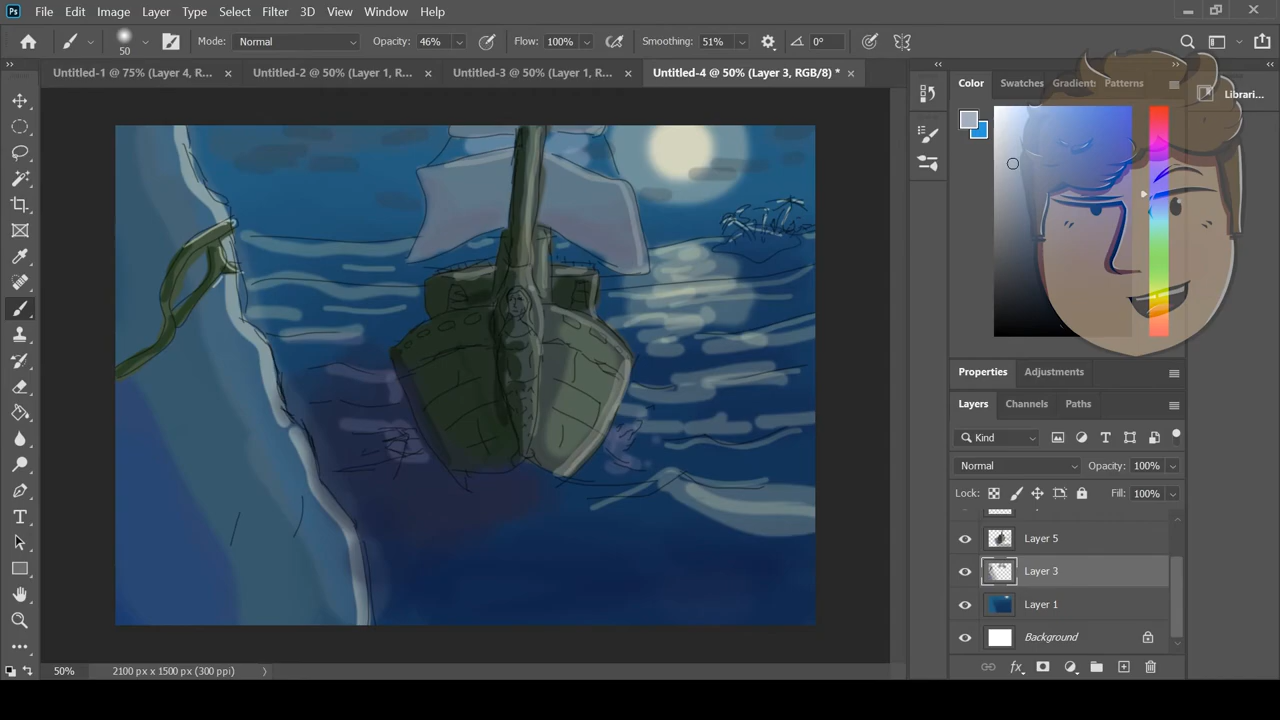 Ps File Edit Image Layer Type Select Filter 3D View Window Help
50 Mode: Normal Opacity: 46% Flow: 100% Smoothing: 51% 0°
Untitled-1 @ 75% (Layer 4, R... × Untitled-2 @ 50% (Layer 1, R... × Untitled-3 @ 50% (Layer 1, R... × Untitled-4 @ 50% (Layer 3, RGB/8) * ×
Color Swatches Gradients Patterns
Librari...
Properties Adjustments
Layers Channels Paths
Kind
Normal Opacity: 100%
Lock: Fill: 100%
Layer 5
Layer 3
Layer 1
Background
fx
50% 2100 px x 1500 px (300 ppi)